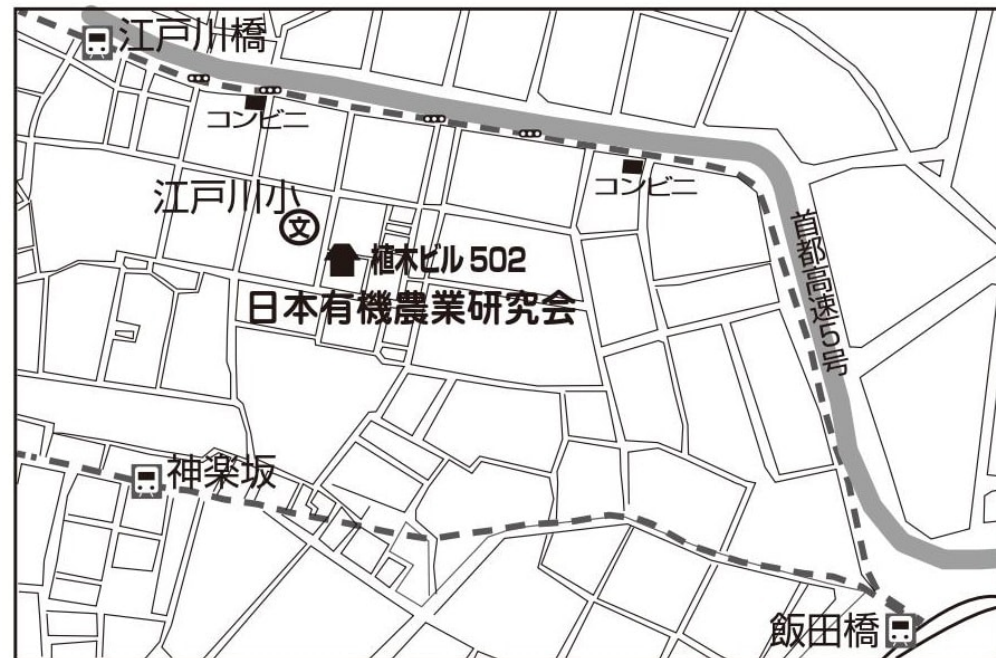 江戸川橋
コンビニ
コンビニ
江戸川小
文
植木ビル 502
日本有機農業研究会
首都高速5号
神楽坂
飯田橋